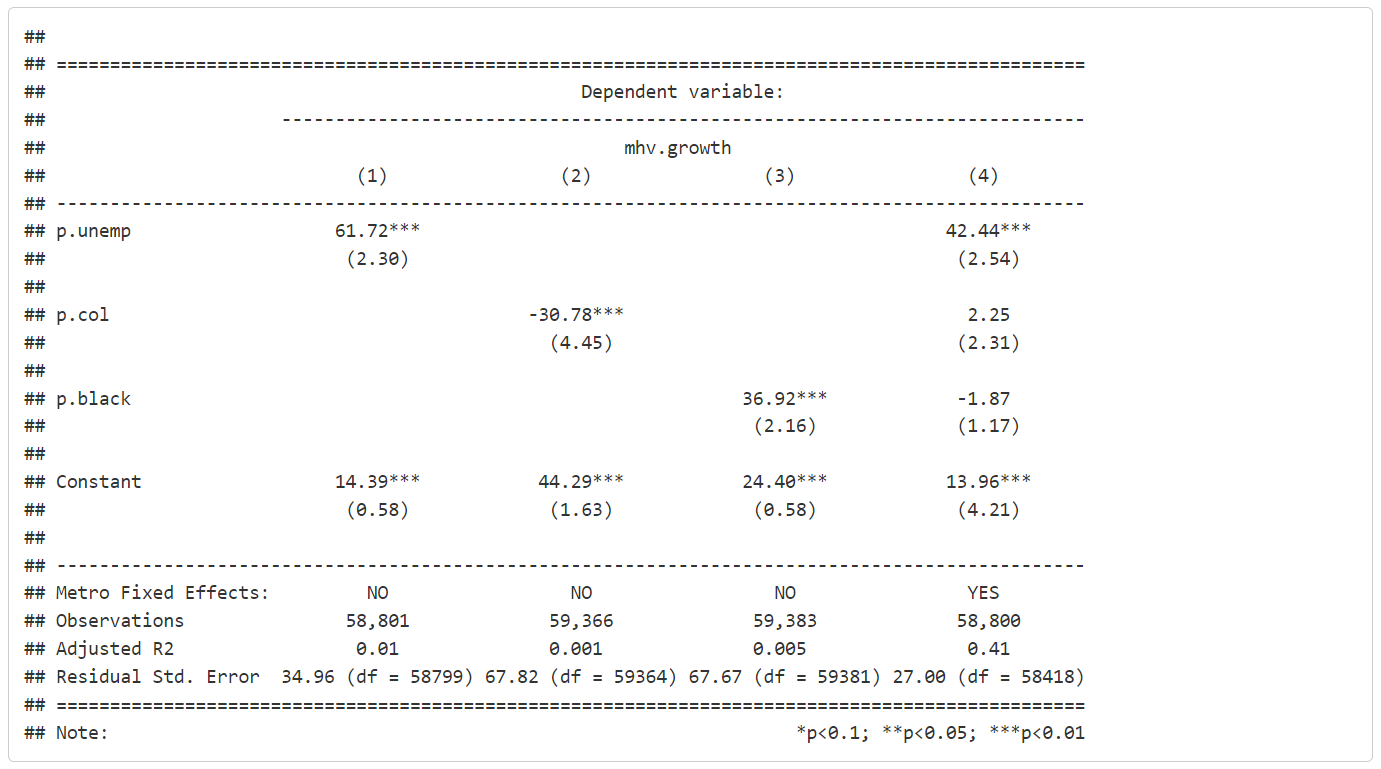 ##
## ================================================================================================
##                                              Dependent variable:
##                      ---------------------------------------------------------------------------
##                                                  mhv.growth
##                             (1)                (2)                (3)                (4)
## ------------------------------------------------------------------------------------------------
## p.unemp                   61.72***                                                 42.44***
##                            (2.30)                                                   (2.54)
##
## p.col                                       -30.78***                                2.25
##                                               (4.45)                                (2.31)
##
## p.black                                                         36.92***            -1.87
##                                                                  (2.16)             (1.17)
##
## Constant                  14.39***           44.29***           24.40***           13.96***
##                            (0.58)             (1.63)             (0.58)             (4.21)
##
## ------------------------------------------------------------------------------------------------
## Metro Fixed Effects:         NO                 NO                 NO                YES
## Observations               58,801             59,366             59,383             58,800
## Adjusted R2                 0.01              0.001              0.005               0.41
## Residual Std. Error  34.96 (df = 58799) 67.82 (df = 59364) 67.67 (df = 59381) 27.00 (df = 58418)
## ================================================================================================
## Note:                                                                *p<0.1; **p<0.05; ***p<0.01